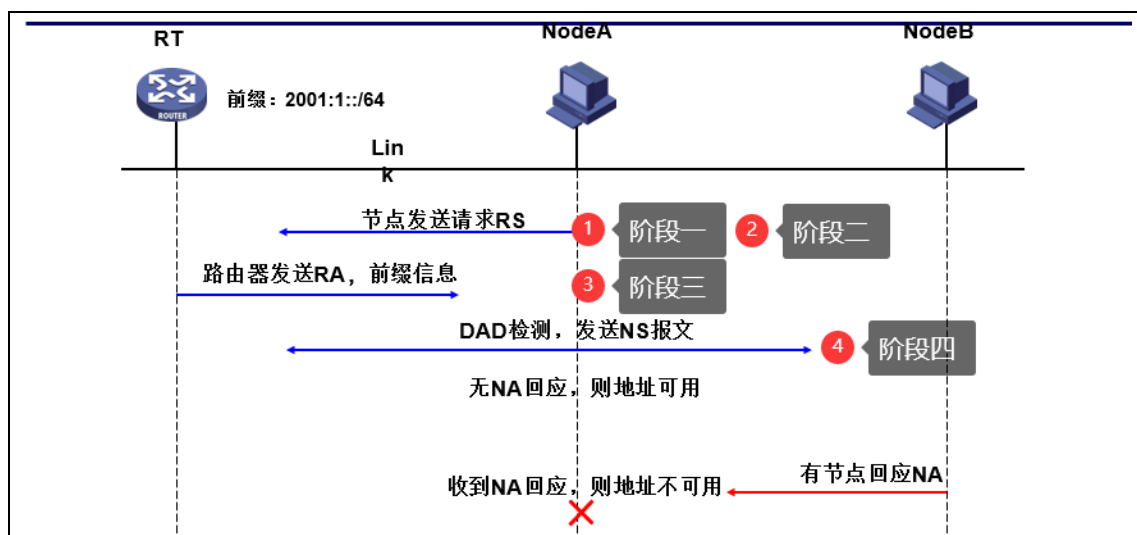 RT
NodeA
NodeB
ROUTER
前缀：2001:1::/64
Lin
k
节点发送请求RS
1 阶段一
2 阶段二
路由器发送RA，前缀信息
3 阶段三
DAD检测，发送NS报文
4 阶段四
无NA回应，则地址可用
有节点回应NA
收到NA回应，则地址不可用